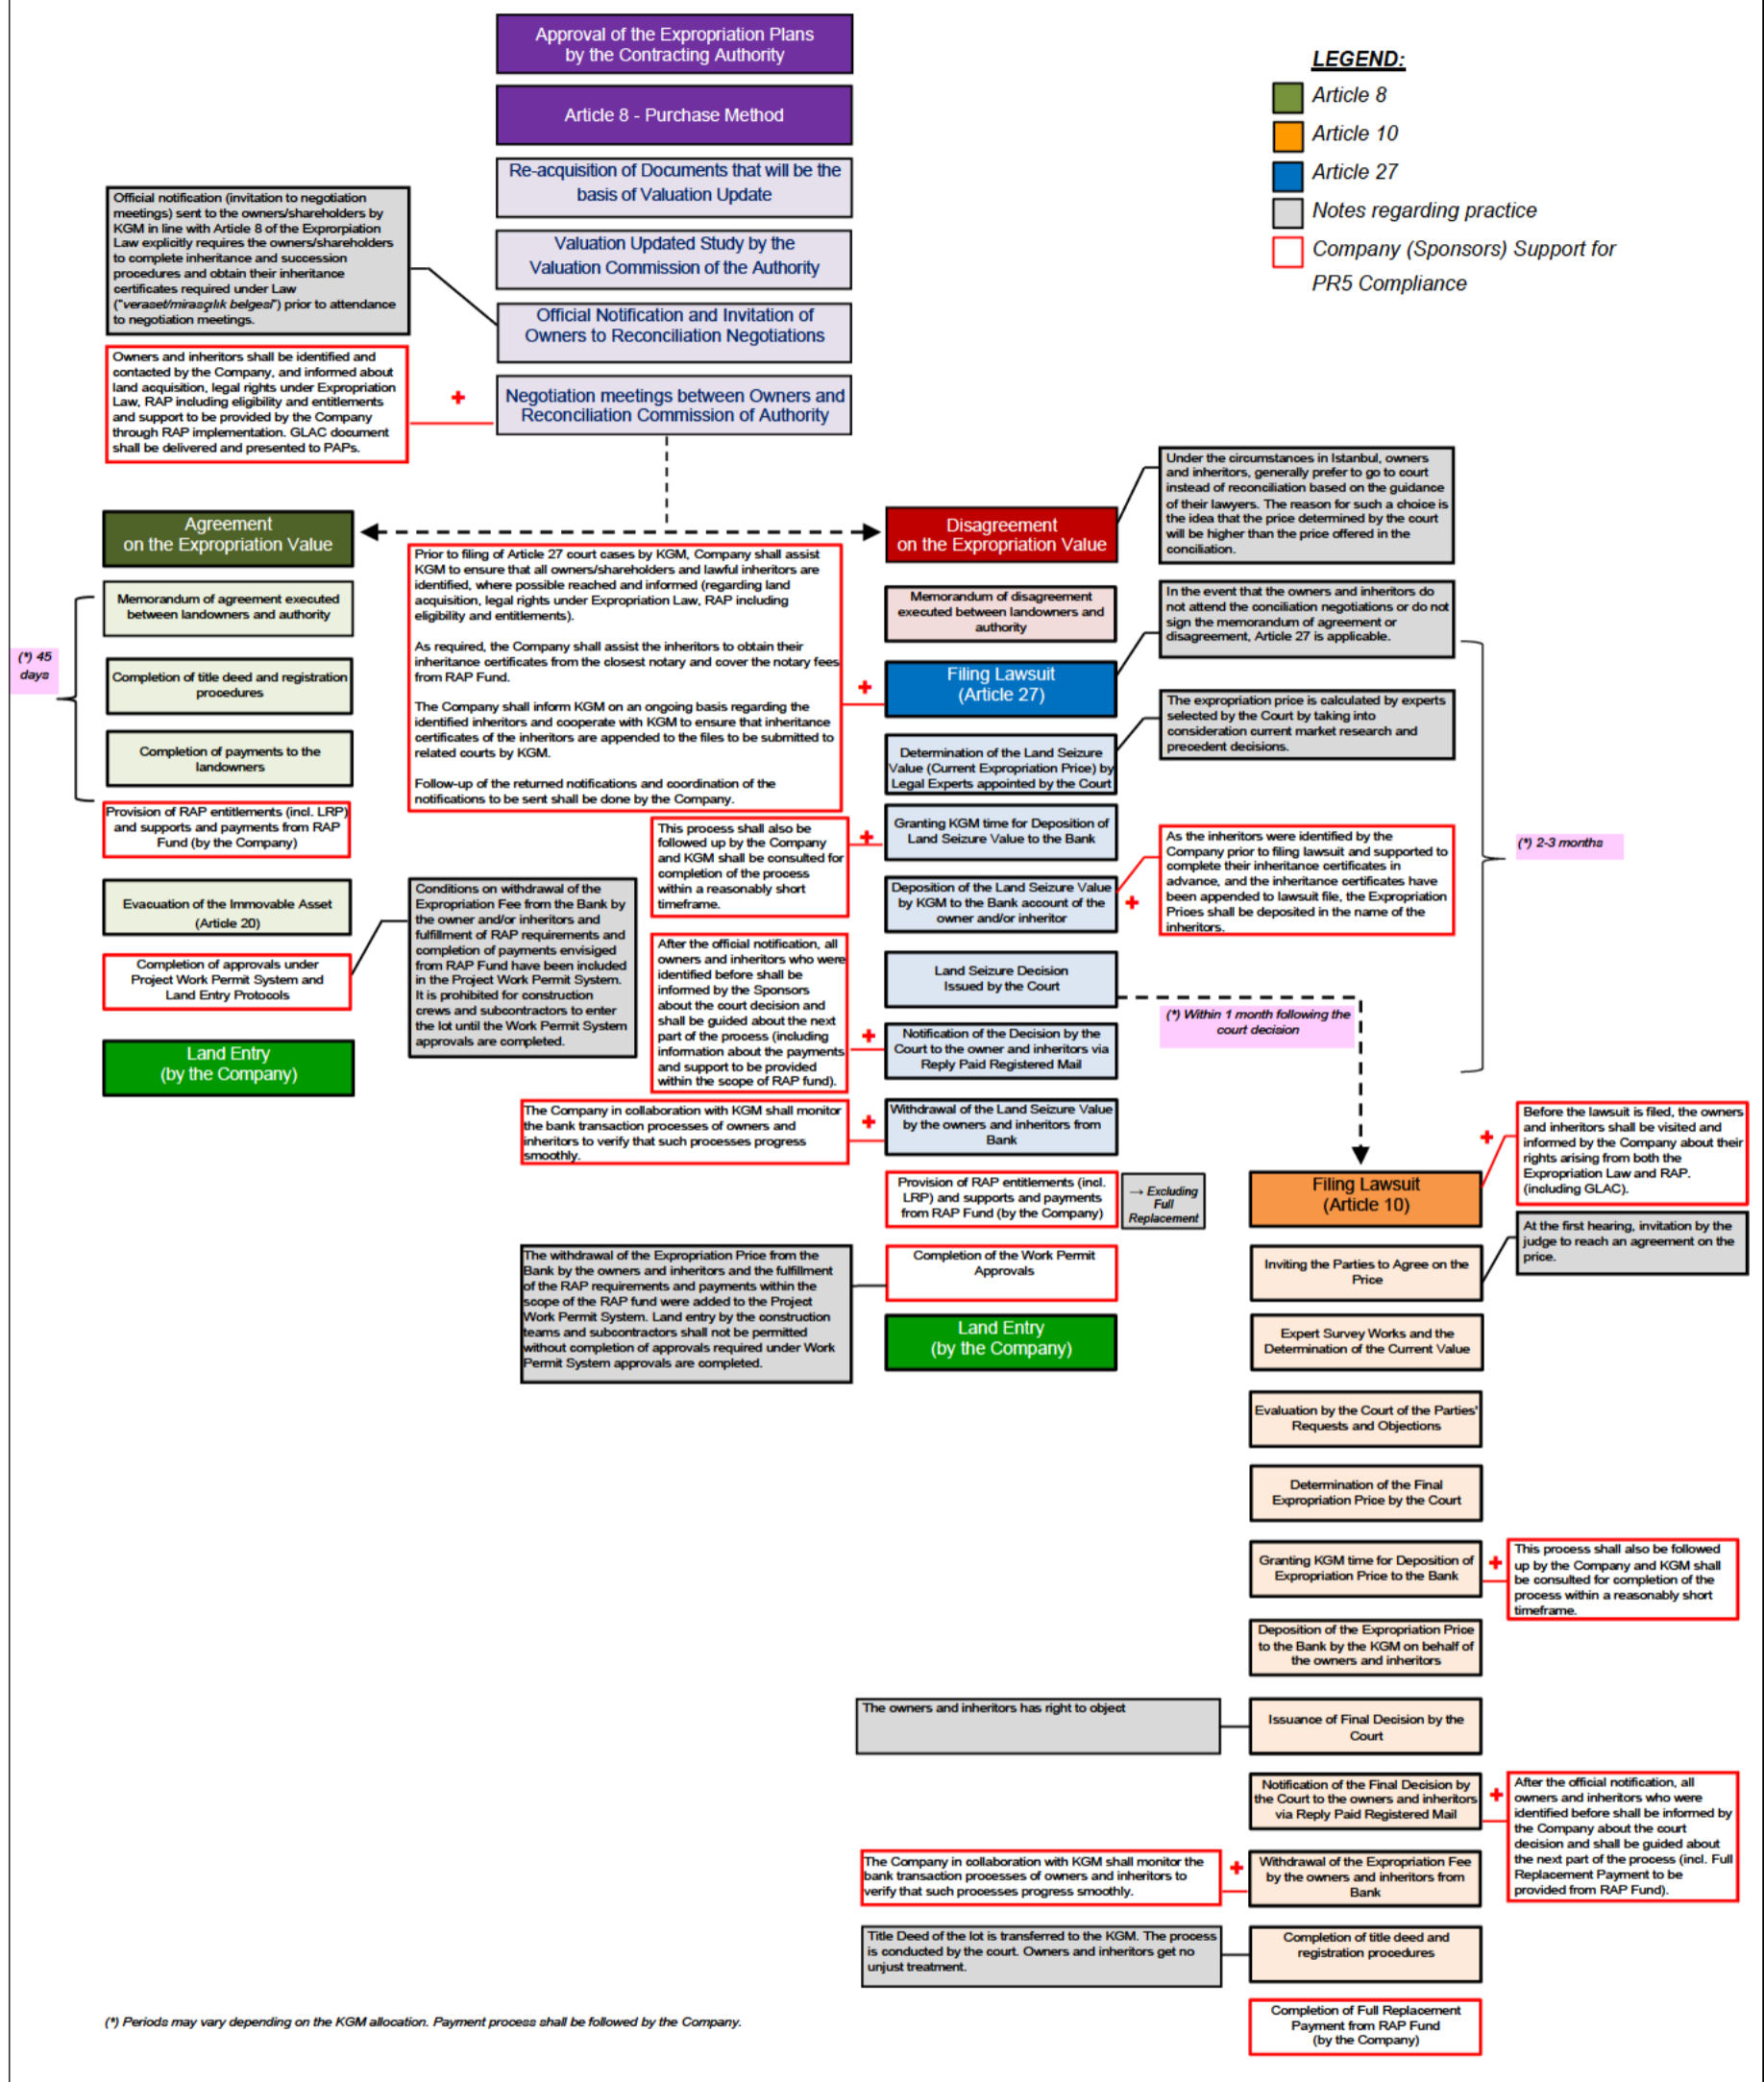 Approval of the Expropriation Plans
by the Contracting Authority
LEGEND:
Article 8
Article 10
Article 27
Notes regarding practice
Company (Sponsors) Support for
PR5 Compliance
Article 8 - Purchase Method
Re-acquisition of Documents that will be the
basis of Valuation Update
Valuation Updated Study by the
Valuation Commission of the Authority
Official notification (invitation to negotiation
meetings) sent to the owners/shareholders by
KGM in line with Article 8 of the Exprorpiation
Law explicitly requires the owners/shareholders
to complete inheritance and succession
procedures and obtain their inheritance
certificates required under Law
("veraset/mirasçılık belgesi") prior to attendance
to negotiation meetings.
Official Notification and Invitation of
Owners to Reconciliation Negotiations
Owners and inheritors shall be identified and
contacted by the Company, and informed about
land acquisition, legal rights under Expropriation
Law, RAP including eligibility and entitlements
and support to be provided by the Company
through RAP implementation. GLAC document
shall be delivered and presented to PAPs.
+
Negotiation meetings between Owners and
Reconciliation Commission of Authority
Agreement
on the Expropriation Value
Disagreement
on the Expropriation Value
Under the circumstances in Istanbul, owners
and inheritors, generally prefer to go to court
instead of reconciliation based on the guidance
of their lawyers. The reason for such a choice is
the idea that the price determined by the court
will be higher than the price offered in the
conciliation.
(*) 45
days
Memorandum of agreement executed
between landowners and authority
Completion of title deed and registration
procedures
Completion of payments to the
landowners
Provision of RAP entitlements (incl. LRP)
and supports and payments from RAP
Fund (by the Company)
Evacuation of the Immovable Asset
(Article 20)
Completion of approvals under
Project Work Permit System and
Land Entry Protocols
Land Entry
(by the Company)
Conditions on withdrawal of the
Expropriation Fee from the Bank by
the owner and/or inheritors and
fulfillment of RAP requirements and
completion of payments envisiged
from RAP Fund have been included
in the Project Work Permit System.
It is prohibited for construction
crews and subcontractors to enter
the lot until the Work Permit System
approvals are completed.
Prior to filing of Article 27 court cases by KGM, Company shall assist
KGM to ensure that all owners/shareholders and lawful inheritors are
identified, where possible reached and informed (regarding land
acquisition, legal rights under Expropriation Law, RAP including
eligibility and entitlements).
As required, the Company shall assist the inheritors to obtain their
inheritance certificates from the closest notary and cover the notary fees
from RAP Fund.
The Company shall inform KGM on an ongoing basis regarding the
identified inheritors and cooperate with KGM to ensure that inheritance
certificates of the inheritors are appended to the files to be submitted to
related courts by KGM.
Follow-up of the returned notifications and coordination of the
notifications to be sent shall be done by the Company.
+
Memorandum of disagreement
executed between landowners and
authority
In the event that the owners and inheritors do
not attend the conciliation negotiations or do not
sign the memorandum of agreement or
disagreement, Article 27 is applicable.
Filing Lawsuit
(Article 27)
The expropriation price is calculated by experts
selected by the Court by taking into
consideration current market research and
precedent decisions.
Determination of the Land Seizure
Value (Current Expropriation Price) by
Legal Experts appointed by the Court
(*) 2-3 months
This process shall also be
followed up by the Company
and KGM shall be consulted for
completion of the process
within a reasonably short
timeframe.
+
Granting KGM time for Deposition of
Land Seizure Value to the Bank
Deposition of the Land Seizure Value
by KGM to the Bank account of the
owner and/or inheritor
+
As the inheritors were identified by the
Company prior to filing lawsuit and supported to
complete their inheritance certificates in
advance, and the inheritance certificates have
been appended to lawsuit file, the Expropriation
Prices shall be deposited in the name of the
inheritors.
Land Seizure Decision
Issued by the Court
(*) Within 1 month following the
court decision
After the official notification, all
owners and inheritors who were
identified before shall be
informed by the Sponsors
about the court decision and
shall be guided about the next
part of the process (including
information about the payments
and support to be provided
within the scope of RAP fund).
+
Notification of the Decision by the
Court to the owner and inheritors via
Reply Paid Registered Mail
The Company in collaboration with KGM shall monitor
the bank transaction processes of owners and
inheritors to verify that such processes progress
smoothly.
+
Withdrawal of the Land Seizure Value
by the owners and inheritors from
Bank
Provision of RAP entitlements (incl.
LRP) and supports and payments
from RAP Fund (by the Company)
→ Excluding
Full
Replacement
The withdrawal of the Expropriation Price from the
Bank by the owners and inheritors and the fulfillment
of the RAP requirements and payments within the
scope of the RAP fund were added to the Project
Work Permit System. Land entry by the construction
teams and subcontractors shall not be permitted
without completion of approvals required under Work
Permit System approvals are completed.
Completion of the Work Permit
Approvals
Land Entry
(by the Company)
Filing Lawsuit
(Article 10)
+
Before the lawsuit is filed, the owners
and inheritors shall be visited and
informed by the Company about their
rights arising from both the
Expropriation Law and RAP.
(including GLAC).
Inviting the Parties to Agree on the
Price
At the first hearing, invitation by the
judge to reach an agreement on the
price.
Expert Survey Works and the
Determination of the Current Value
Evaluation by the Court of the Parties'
Requests and Objections
Determination of the Final
Expropriation Price by the Court
Granting KGM time for Deposition of
Expropriation Price to the Bank
+
This process shall also be followed
up by the Company and KGM shall
be consulted for completion of the
process within a reasonably short
timeframe.
Deposition of the Expropriation Price
to the Bank by the KGM on behalf of
the owners and inheritors
The owners and inheritors has right to object
Issuance of Final Decision by the
Court
Notification of the Final Decision by
the Court to the owners and inheritors
via Reply Paid Registered Mail
+
After the official notification, all
owners and inheritors who were
identified before shall be informed by
the Company about the court
decision and shall be guided about
the next part of the process (incl. Full
Replacement Payment to be
provided from RAP Fund).
The Company in collaboration with KGM shall monitor the
bank transaction processes of owners and inheritors to
verify that such processes progress smoothly.
+
Withdrawal of the Expropriation Fee
by the owners and inheritors from
Bank
Title Deed of the lot is transferred to the KGM. The process
is conducted by the court. Owners and inheritors get no
unjust treatment.
Completion of title deed and
registration procedures
Completion of Full Replacement
Payment from RAP Fund
(by the Company)
(*) Periods may vary depending on the KGM allocation. Payment process shall be followed by the Company.